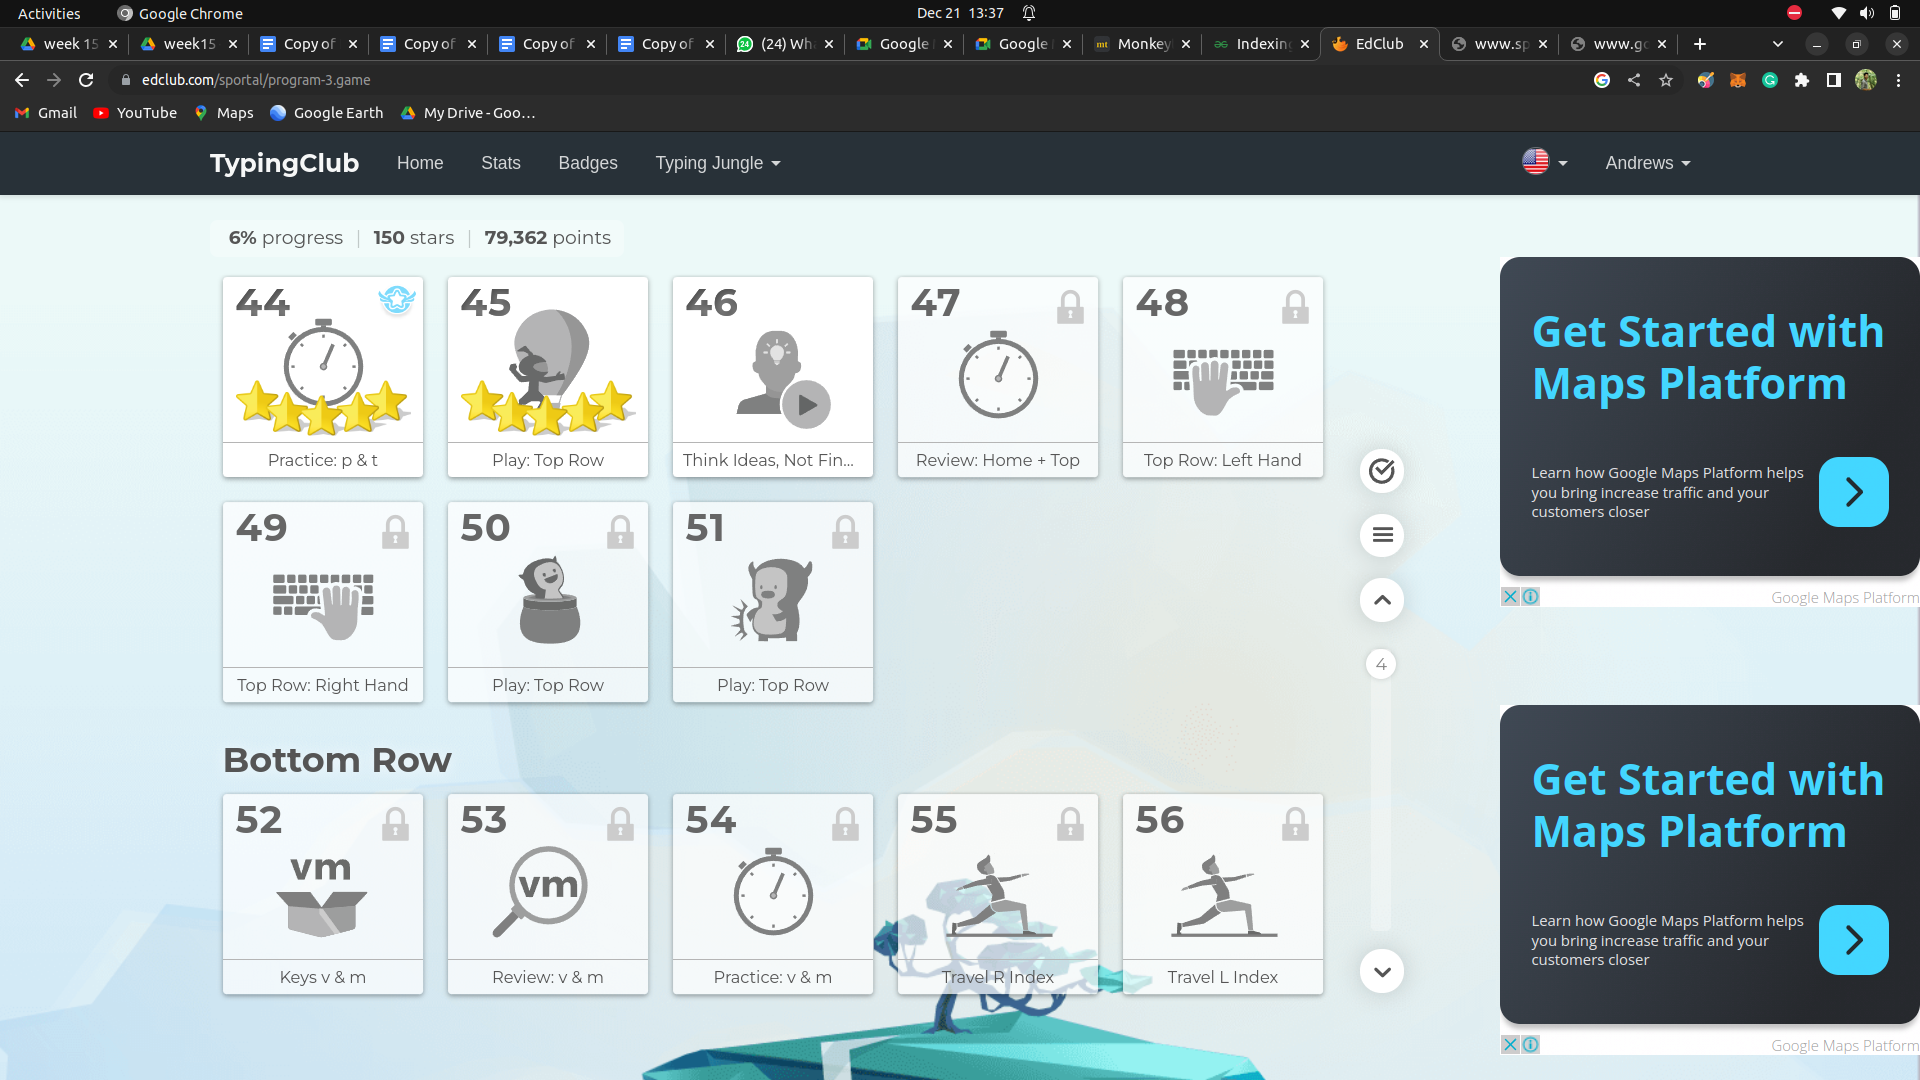 Activities
Google Chrome
Dec 21 13:37
week 15
week15
Copy of
Copy of
Copy of
Copy of
(24) Wh
Google
Google
Monkey
Indexing
EdClub
www.sp
www.go
edclub.com/sportal/program-3.game
Gmail
YouTube
Maps
Google Earth
My Drive - Goo…
TypingClub
Home
Stats
Badges
Typing Jungle
Andrews
6% progress | 150 stars | 79,362 points
44
Practice: p & t
45
Play: Top Row
46
Think Ideas, Not Fin...
47
Review: Home + Top
48
Top Row: Left Hand
49
Top Row: Right Hand
50
Play: Top Row
51
Play: Top Row
4
Bottom Row
52
vm
Keys v & m
53
vm
Review: v & m
54
Practice: v & m
55
Travel R Index
56
Travel L Index
Get Started with
Maps Platform
Learn how Google Maps Platform helps
you bring increase traffic and your
customers closer
Google Maps Platform
Get Started with
Maps Platform
Learn how Google Maps Platform helps
you bring increase traffic and your
customers closer
Google Maps Platform